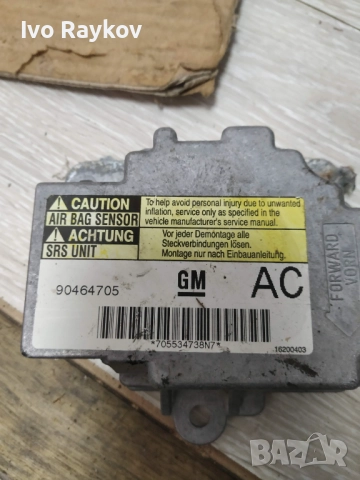 Ivo Raykov
CAUTION
AIR BAG SENSOR
ACHTUNG
SRS UNIT
To help avoid personal injury due to unwanted
inflation, service only as specified in the
vehicle manufacturer's service manual.
Vor jeder Demontage alle
Steckverbindungen lösen.
Montage nur nach Einbauanleitung.
90464705
GM
AC
*705534738N7*
16200403
FORWARD
VORN
BAZAR